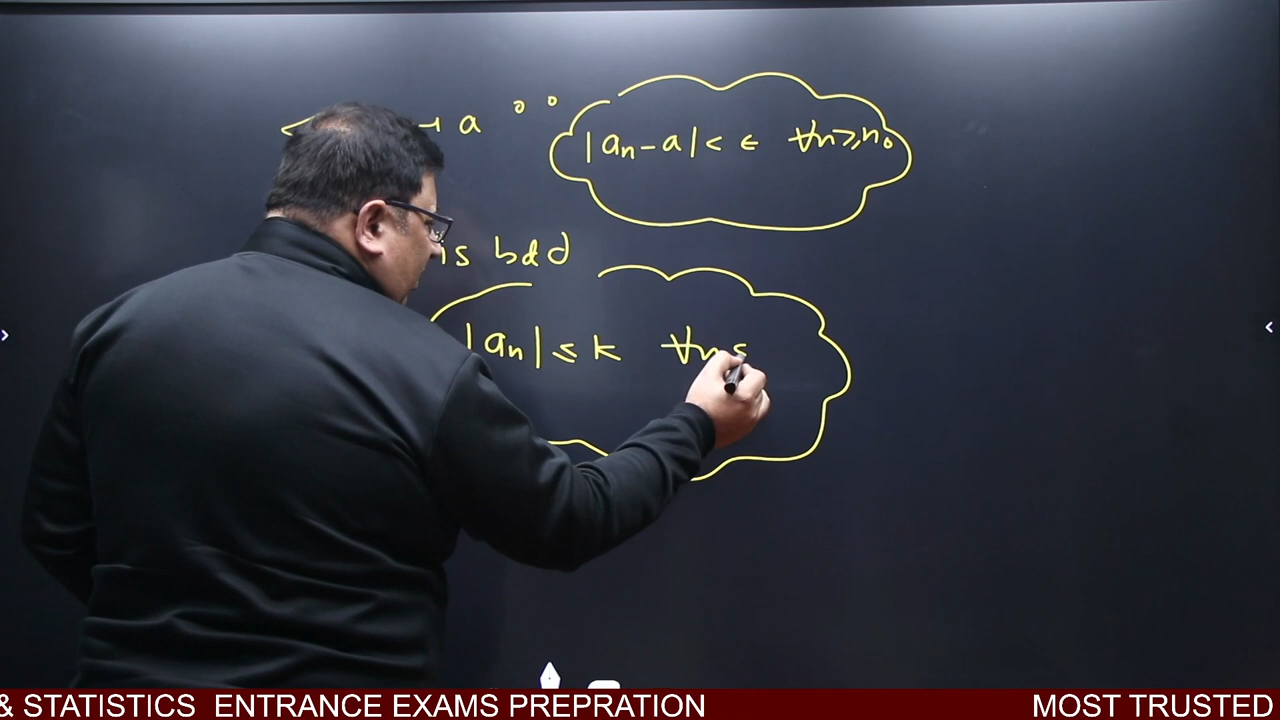 < → a |aₙ - a| < ϵ ∀n ≥ n₀
is bdd
|aₙ| ≤ k ∀n
& STATISTICS ENTRANCE EXAMS PREPRATION MOST TRUSTED